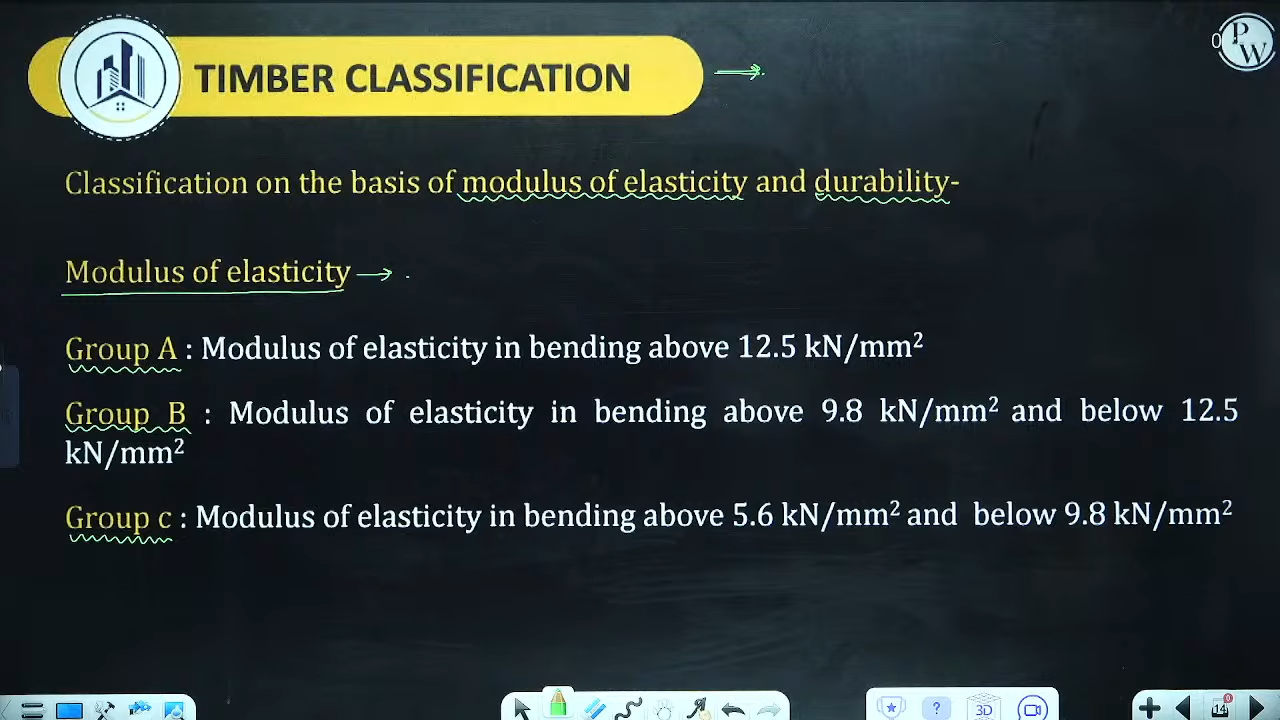 TIMBER CLASSIFICATION
PW
Classification on the basis of modulus of elasticity and durability-
Modulus of elasticity
Group A : Modulus of elasticity in bending above 12.5 kN/mm²
Group B : Modulus of elasticity in bending above 9.8 kN/mm² and below 12.5
kN/mm²
Group c : Modulus of elasticity in bending above 5.6 kN/mm² and below 9.8 kN/mm²
? 3D 14